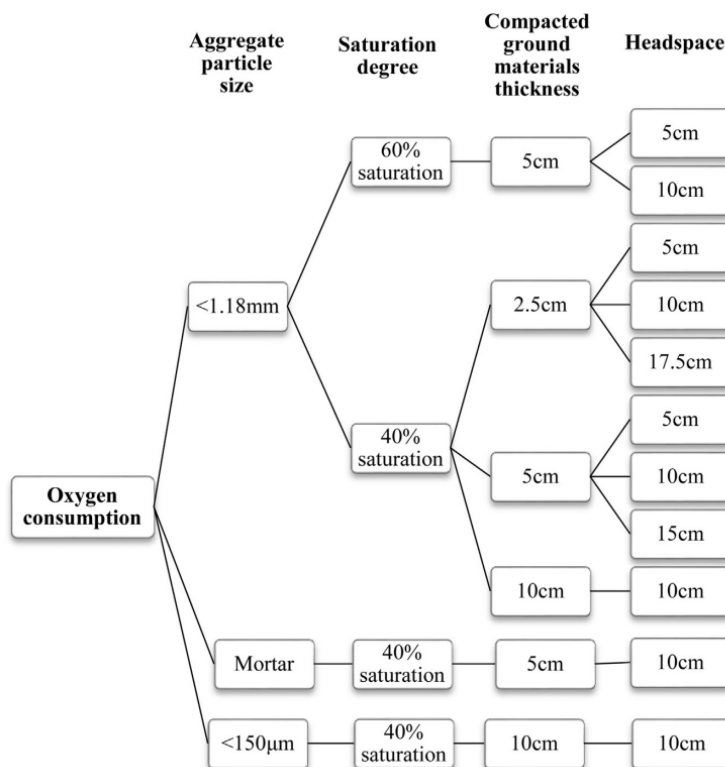 Aggregate
particle
size
Saturation
degree
Compacted
ground
materials
thickness
Headspace
60%
saturation
5cm
5cm
10cm
<1.18mm
40%
saturation
2.5cm
5cm
10cm
17.5cm
5cm
5cm
10cm
15cm
10cm
10cm
Oxygen
consumption
Mortar
40%
saturation
5cm
10cm
<150μm
40%
saturation
10cm
10cm